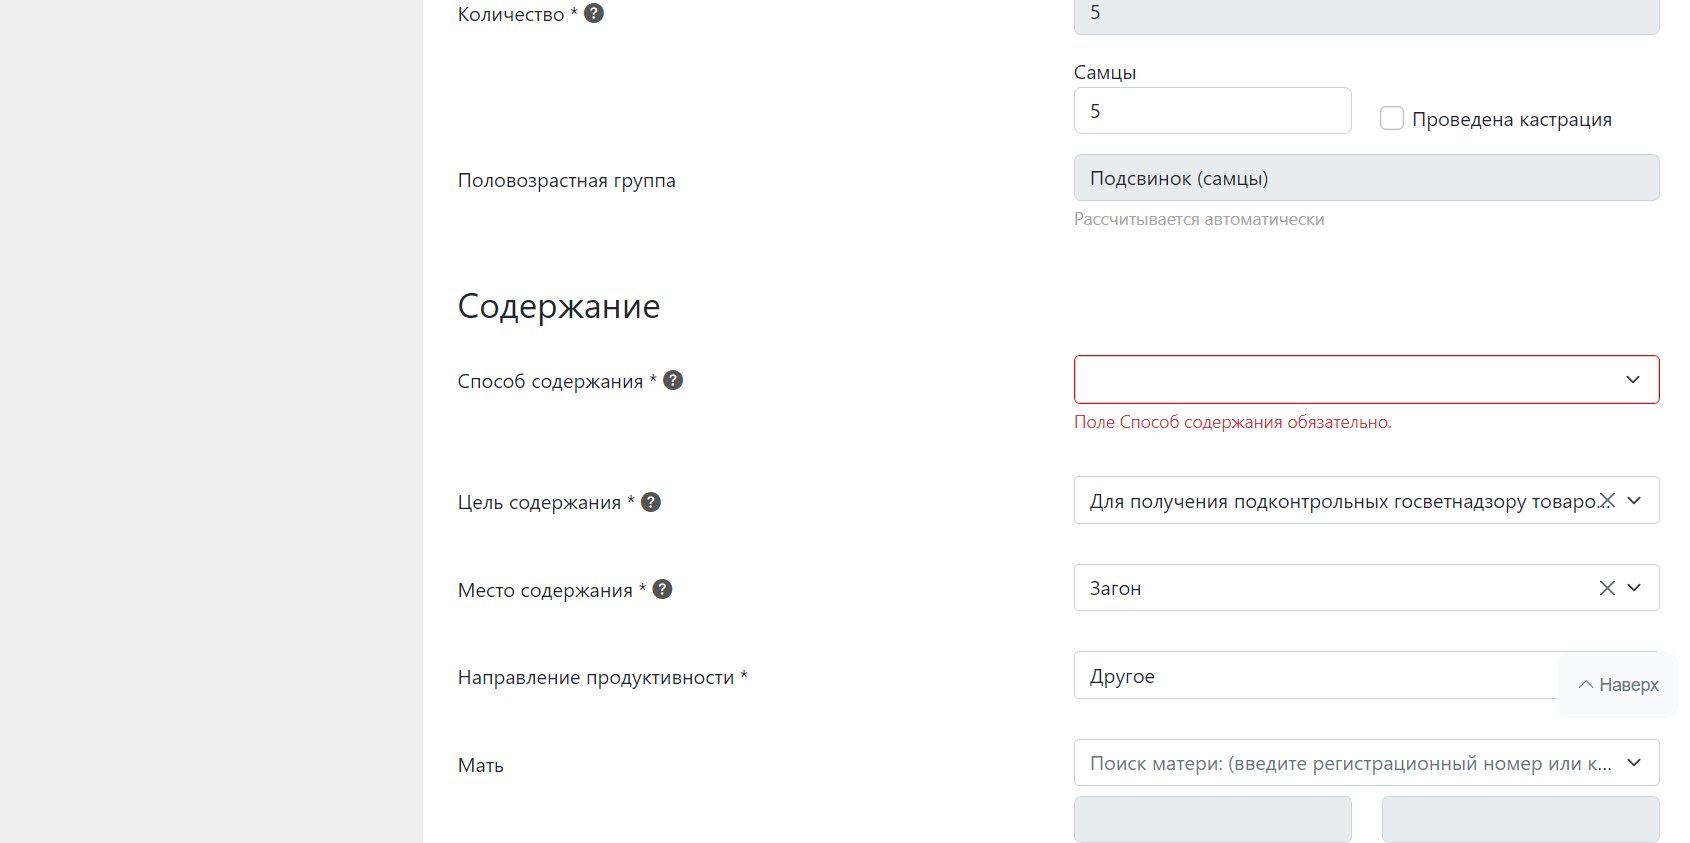 Количество * ?
5
Самцы
5
Проведена кастрация
Половозрастная группа
Подсвинок (самцы)
Рассчитывается автоматически
Содержание
Способ содержания * ?
Поле Способ содержания обязательно.
Цель содержания * ?
Для получения подконтрольных госветнадзору товаро...
Место содержания * ?
Загон
Направление продуктивности *
Другое
Наверх
Мать
Поиск матери: (введите регистрационный номер или к...